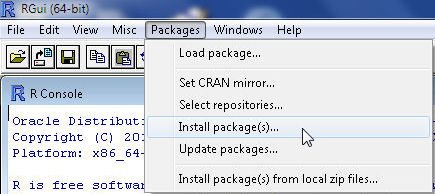 RGui (64-bit)
File Edit View Misc Packages Windows Help
Load package...
Set CRAN mirror...
Select repositories...
Install package(s)...
Update packages...
Install package(s) from local zip files...
R Console
Oracle Distribut
Copyright (C) 20
Platform: x86_64-
R is free softwar